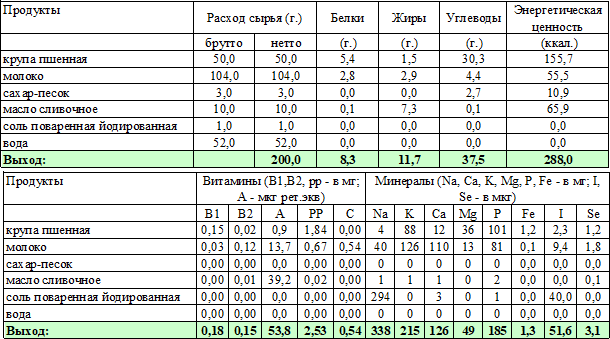 Продукты Расход сырья (г.) Белки Жиры Углеводы Энергетическая ценность
брутто нетто (г.) (г.) (г.) (ккал.)
крупа пшенная 50,0 50,0 5,4 1,5 30,3 155,7
молоко 104,0 104,0 2,8 2,9 4,4 55,5
сахар-песок 3,0 3,0 0,0 0,0 2,7 10,9
масло сливочное 10,0 10,0 0,1 7,3 0,1 65,9
соль поваренная йодированная 1,0 1,0 0,0 0,0 0,0 0,0
вода 52,0 52,0 0,0 0,0 0,0 0,0
Выход: 200,0 8,3 11,7 37,5 288,0
Продукты Витамины (В1,В2, рр - в мг; А - мкг рет.экв) Минералы (Na, Ca, K, Mg, P, Fe - в мг; I, Se - в мкг)
В1 В2 А РР С Na K Ca Mg P Fe I Se
крупа пшенная 0,15 0,02 0,9 1,84 0,00 4 88 12 36 101 1,2 2,3 1,2
молоко 0,03 0,12 13,7 0,67 0,54 40 126 110 13 81 0,1 9,4 1,8
сахар-песок 0,00 0,00 0,0 0,00 0,00 0 0 0 0 0 0,0 0,0 0,0
масло сливочное 0,00 0,01 39,2 0,02 0,00 1 1 1 0 2 0,0 0,0 0,1
соль поваренная йодированная 0,00 0,00 0,0 0,00 0,00 294 0 3 0 1 0,0 40,0 0,0
вода 0,00 0,00 0,0 0,00 0,00 0 0 0 0 0 0,0 0,0 0,0
Выход: 0,18 0,15 53,8 2,53 0,54 338 215 126 49 185 1,3 51,6 3,1